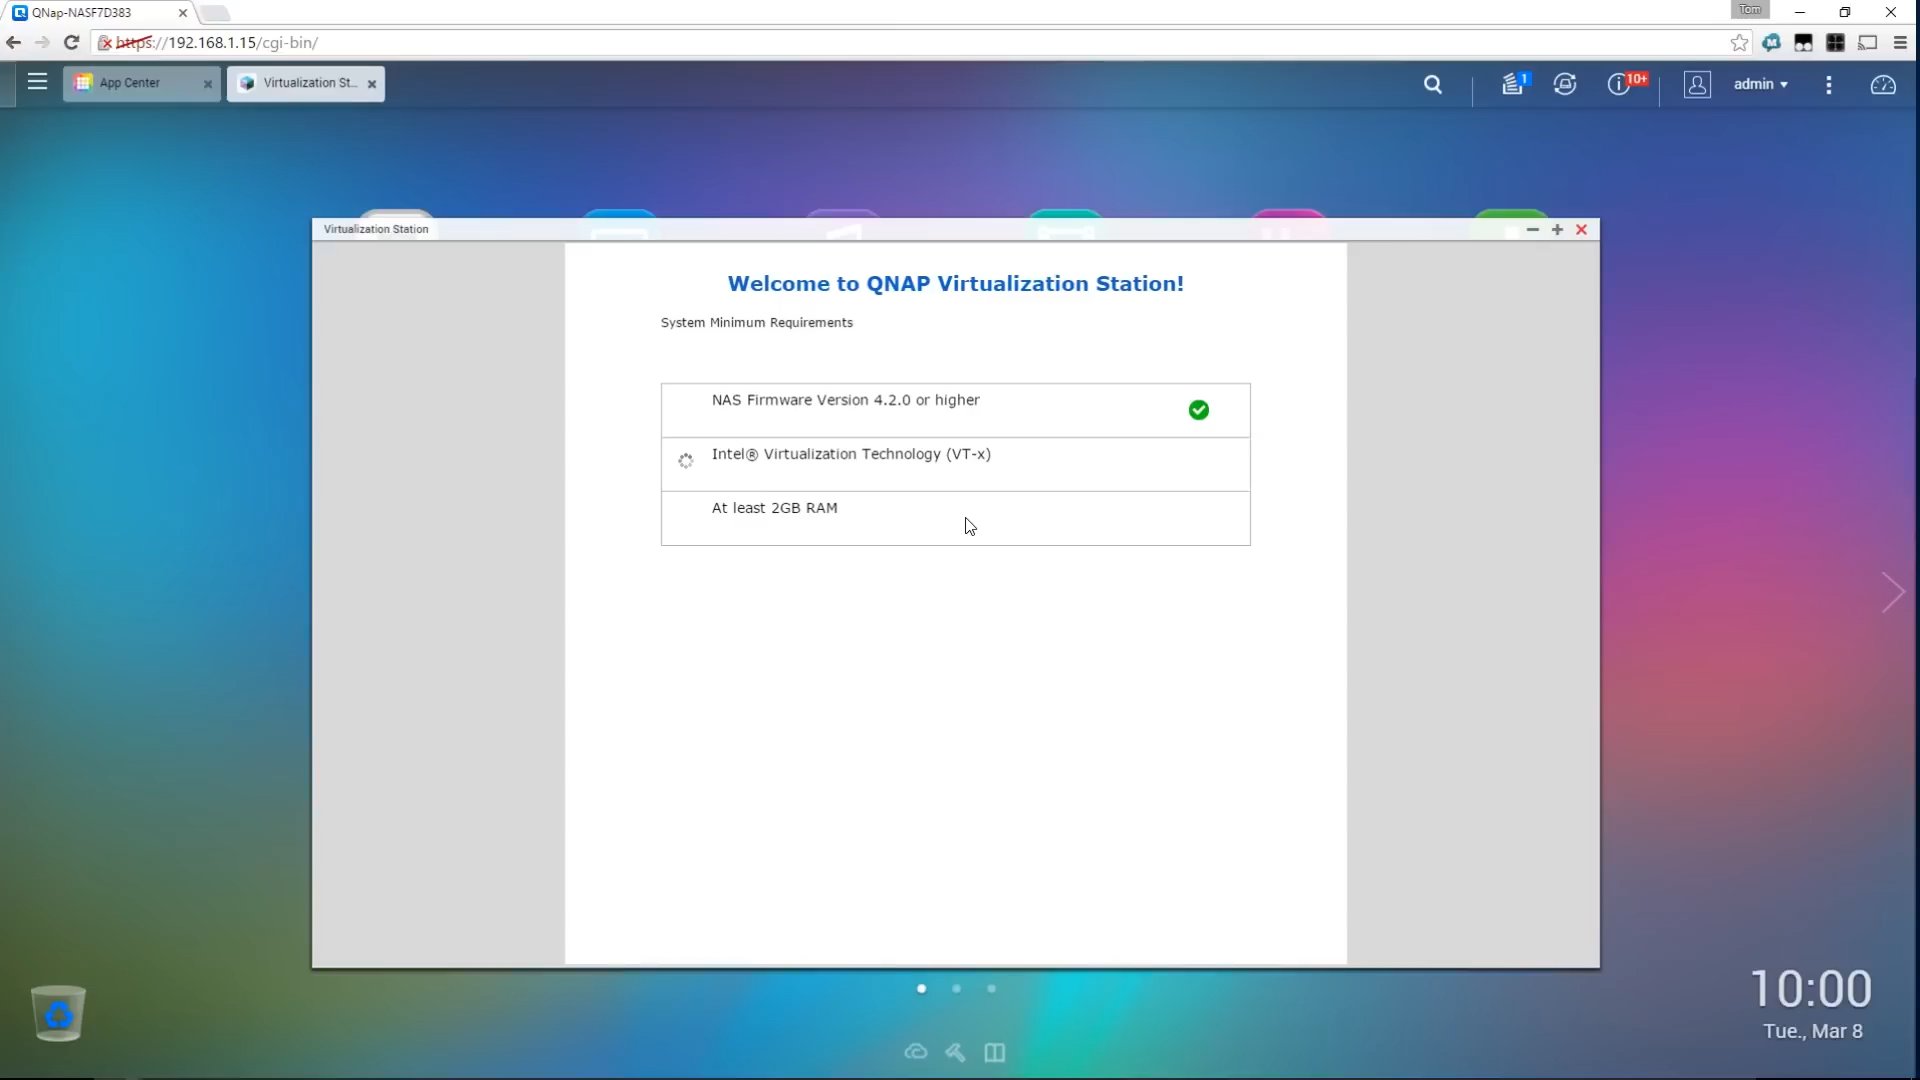 QNap-NASF7D383
Tom
https://192.168.1.15/cgi-bin/
App Center
Virtualization St...
1
10+
admin
Virtualization Station
Welcome to QNAP Virtualization Station!
System Minimum Requirements
NAS Firmware Version 4.2.0 or higher
Intel® Virtualization Technology (VT-x)
At least 2GB RAM
10:00
Tue., Mar 8